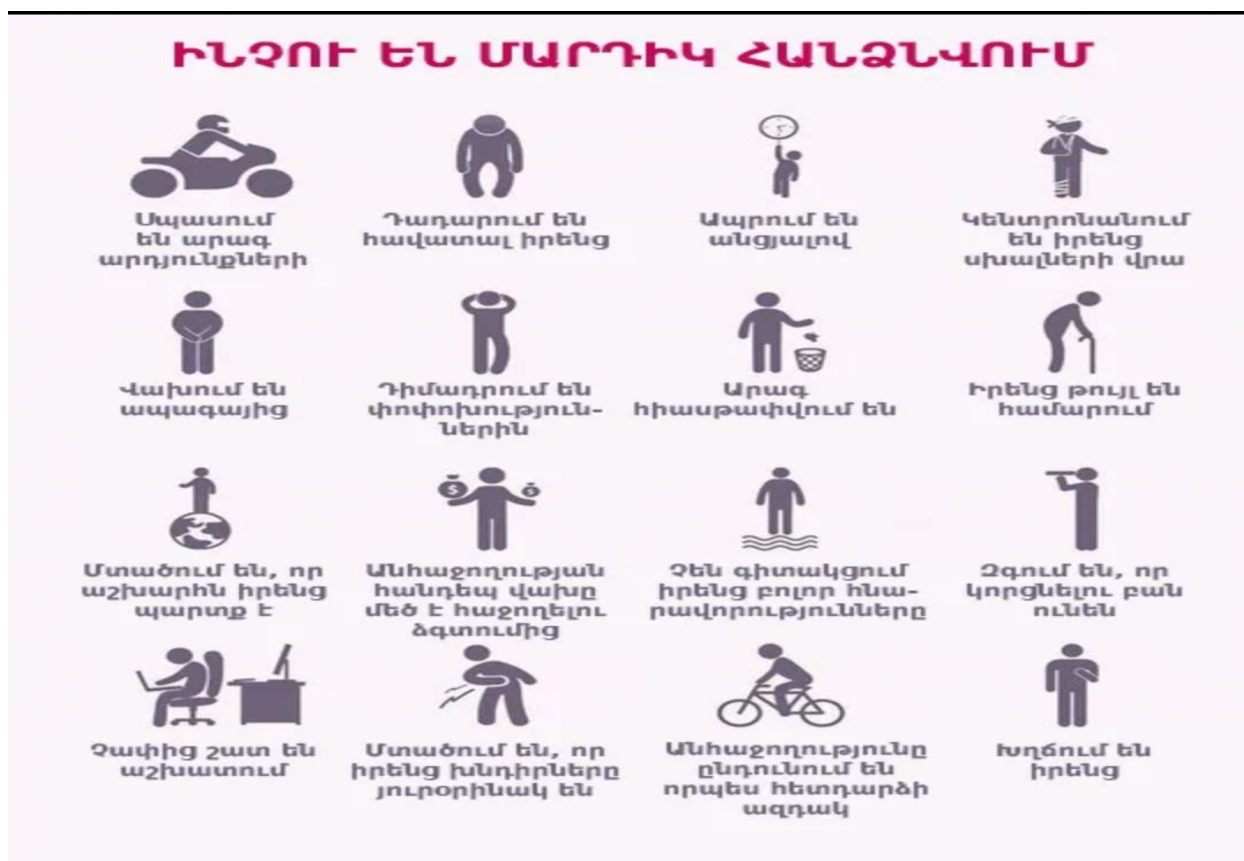 ԻՆՉՈՒ ԵՆ ՄԱՐԴԻԿ ՀԱՆՁՆՎՈՒՄ
Սպասում
են արագ
արդյունքների
Դադարում են
հավատալ իրենց
Ապրում են
անցյալով
Կենտրոնանում
են իրենց
սխալների վրա
Վախում են
ապագայից
Դիմադրում են
փոփոխություն-
ներին
Արագ
հիասթափվում են
Իրենց թույլ են
համարում
Մտածում են, որ
աշխարհն իրենց
պարտք է
Անհաջողության
հանդեպ վախը
մեծ է հաջողելու
ձգտումից
Չեն գիտակցում
իրենց բոլոր հնա-
րավորությունները
Զգում են, որ
կորցնելու բան
ունեն
Չափից շատ են
աշխատում
Մտածում են, որ
իրենց խնդիրները
յուրօրինակ են
Անհաջողությունը
ընդունում են
որպես հետդարձի
ազդակ
Խղճում են
իրենց